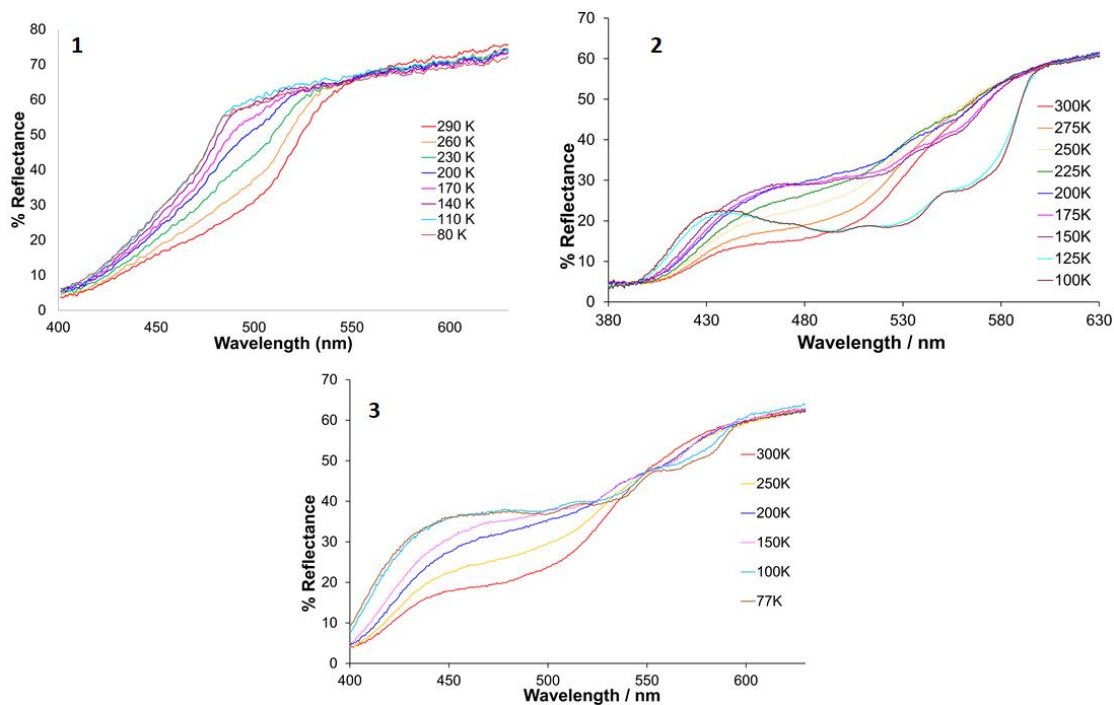 1
% Reflectance
80
70
60
50
40
30
20
10
0
400
450
500
550
600
Wavelength (nm)
290 K
260 K
230 K
200 K
170 K
140 K
110 K
80 K
2
% Reflectance
70
60
50
40
30
20
10
0
380
430
480
530
580
630
Wavelength / nm
300K
275K
250K
225K
200K
175K
150K
125K
100K
3
% Reflectance
70
60
50
40
30
20
10
0
400
450
500
550
600
Wavelength / nm
300K
250K
200K
150K
100K
77K